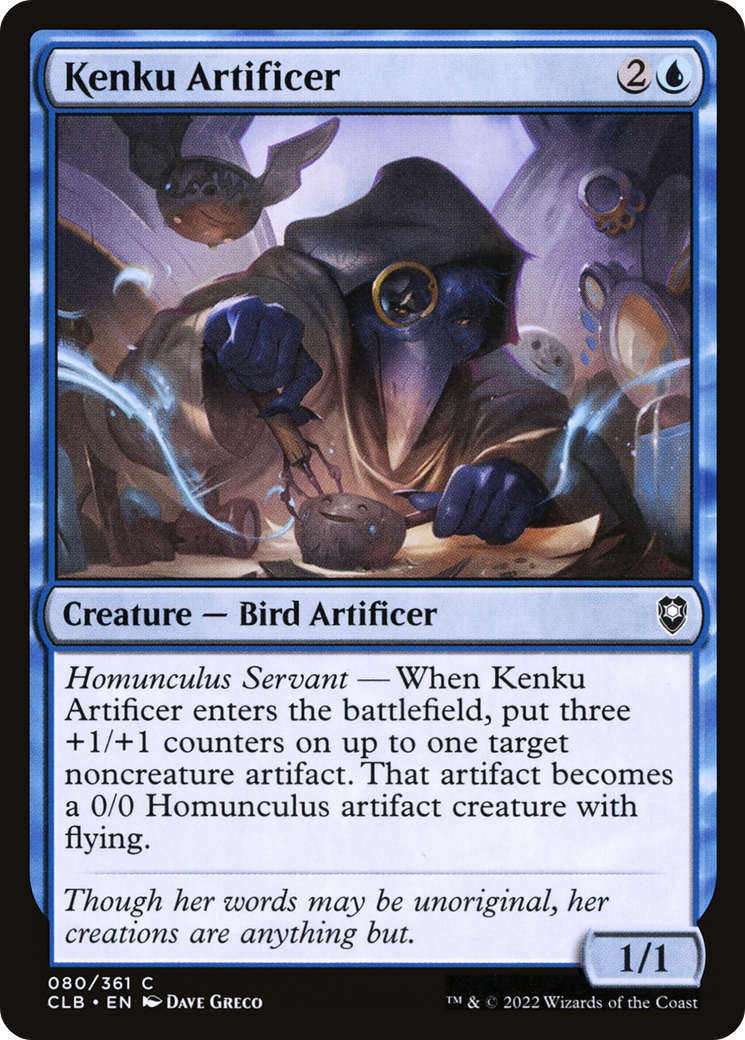 Kenku Artificer 2
Creature — Bird Artificer
Homunculus Servant — When Kenku
Artificer enters the battlefield, put three
+1/+1 counters on up to one target
noncreature artifact. That artifact becomes
a 0/0 Homunculus artifact creature with
flying.
Though her words may be unoriginal, her
creations are anything but.
1/1
080/361 C
CLB • EN Dave Greco
™ & © 2022 Wizards of the Coast